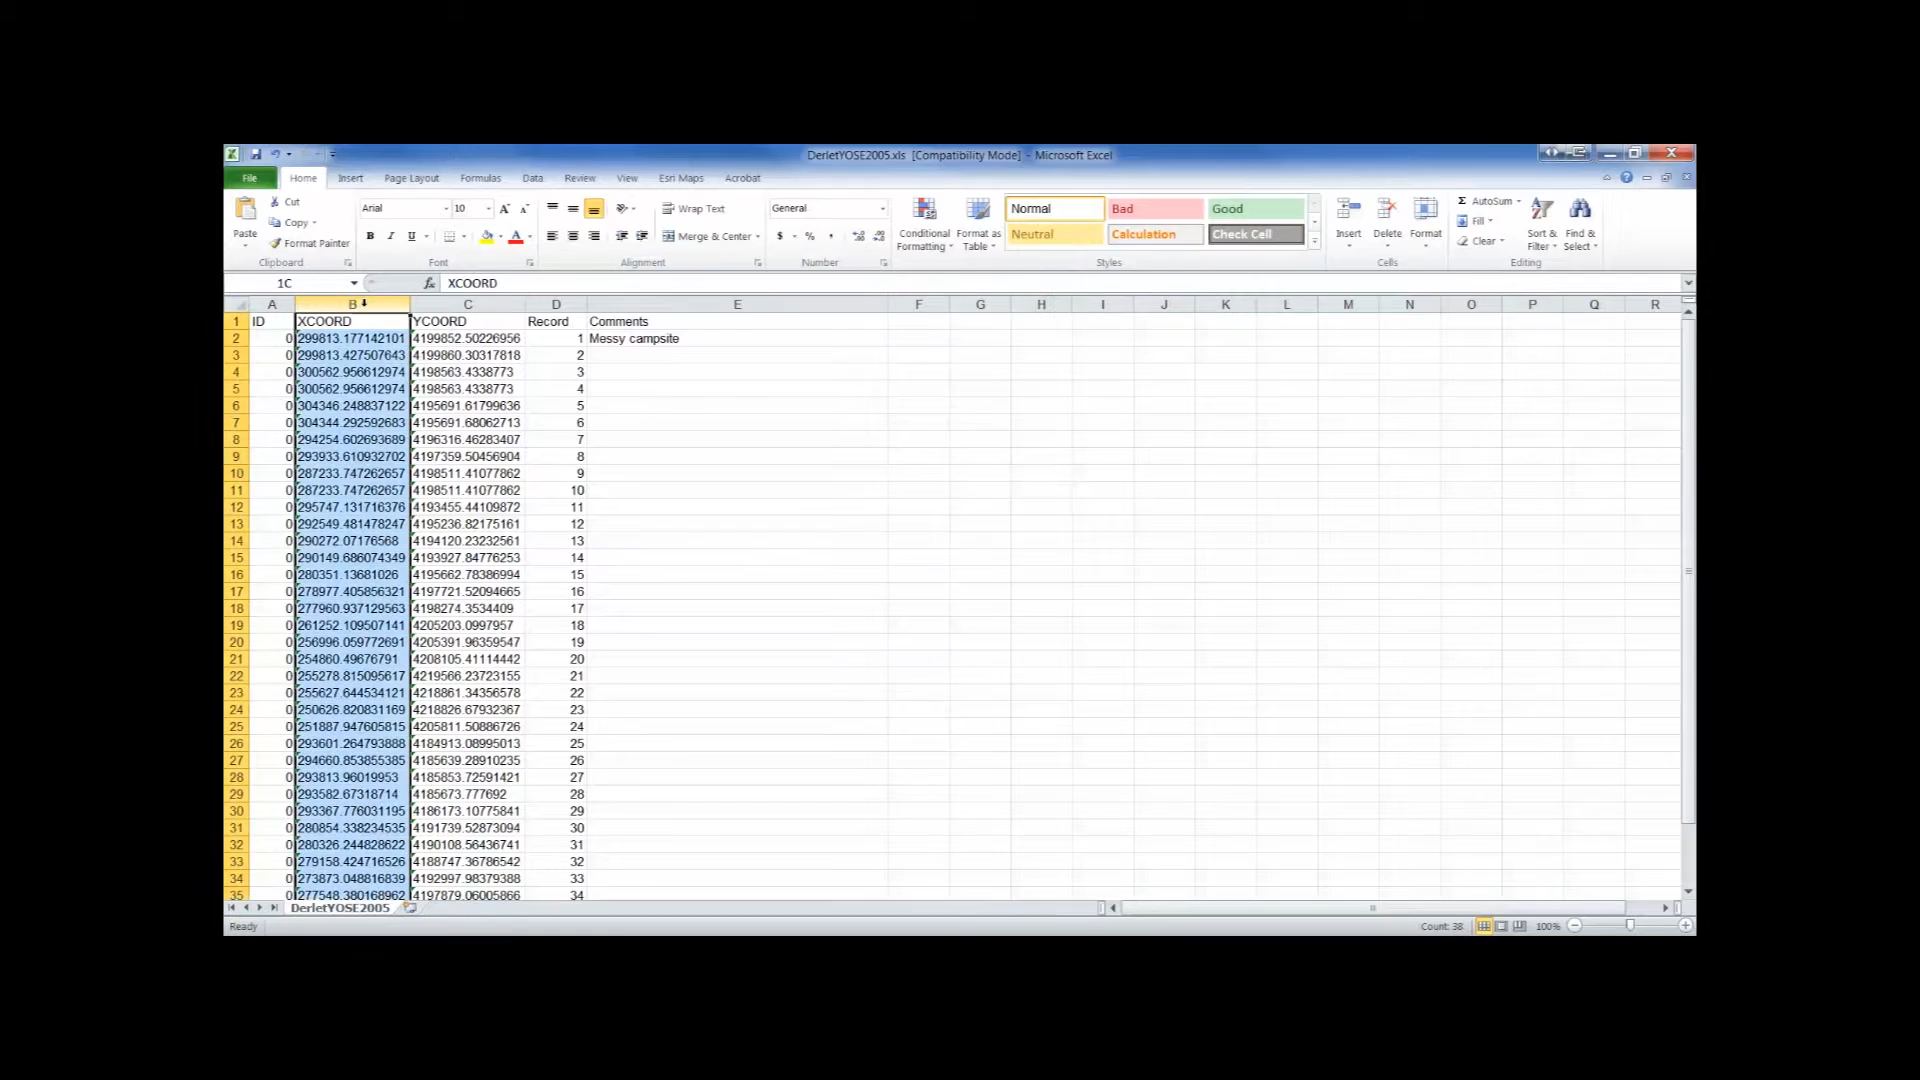 DerletYOSE2005.xls [Compatibility Mode] - Microsoft Excel
File Home Insert Page Layout Formulas Data Review View Esri Maps Acrobat
Paste Cut Copy Format Painter Clipboard
Arial 10 B I U Font
Wrap Text Merge & Center Alignment
General $ % , Number
Conditional Formatting Format as Table Normal Bad Good Neutral Calculation Check Cell Styles
Insert Delete Format Cells
AutoSum Fill Clear Sort & Filter Find & Select Editing
1C fx XCOORD
A B C D E F G H I J K L M N O P Q R
1 ID XCOORD YCOORD Record Comments
2 0 299813.177142101 4199852.50226956 1 Messy campsite
3 0 299813.427507643 4199860.30317818 2
4 0 300562.956612974 4198563.4338773 3
5 0 300562.956612974 4198563.4338773 4
6 0 304346.248837122 4195691.61799636 5
7 0 304344.292592683 4195691.68062713 6
8 0 294254.602693689 4196316.46283407 7
9 0 293933.610932702 4197359.50456904 8
10 0 287233.747262657 4198511.41077862 9
11 0 287233.747262657 4198511.41077862 10
12 0 295747.131716376 4193455.44109872 11
13 0 292549.481478247 4195236.82175161 12
14 0 290272.07176568 4194120.23232561 13
15 0 290149.686074349 4193927.84776253 14
16 0 280351.13681026 4195662.78386994 15
17 0 278977.405856321 4197721.52094665 16
18 0 277960.937129563 4198274.3534409 17
19 0 261252.109507141 4205203.0997957 18
20 0 256996.059772691 4205391.96359547 19
21 0 254860.49676791 4208105.41114442 20
22 0 255278.815095617 4219566.23723155 21
23 0 255627.644534121 4218861.34356578 22
24 0 250626.820831169 4218826.67932367 23
25 0 251887.947605815 4205811.50886726 24
26 0 293601.264793888 4184913.08995013 25
27 0 294660.853855385 4185639.28910235 26
28 0 293813.96019953 4185853.72591421 27
29 0 293582.67318714 4185673.777692 28
30 0 293367.776031195 4186173.10775841 29
31 0 280854.338234535 4191739.52873094 30
32 0 280326.244828622 4190108.56436741 31
33 0 279158.424716526 4188747.36786542 32
34 0 273873.048816839 4192997.98379388 33
35 0 277548.380168962 4197879.06005866 34
DerletYOSE2005
Ready Count: 38 100%